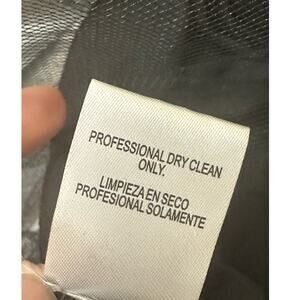 PROFESSIONAL DRY CLEAN
ONLY.
LIMPIEZA EN SECO
PROFESIONAL SOLAMENTE